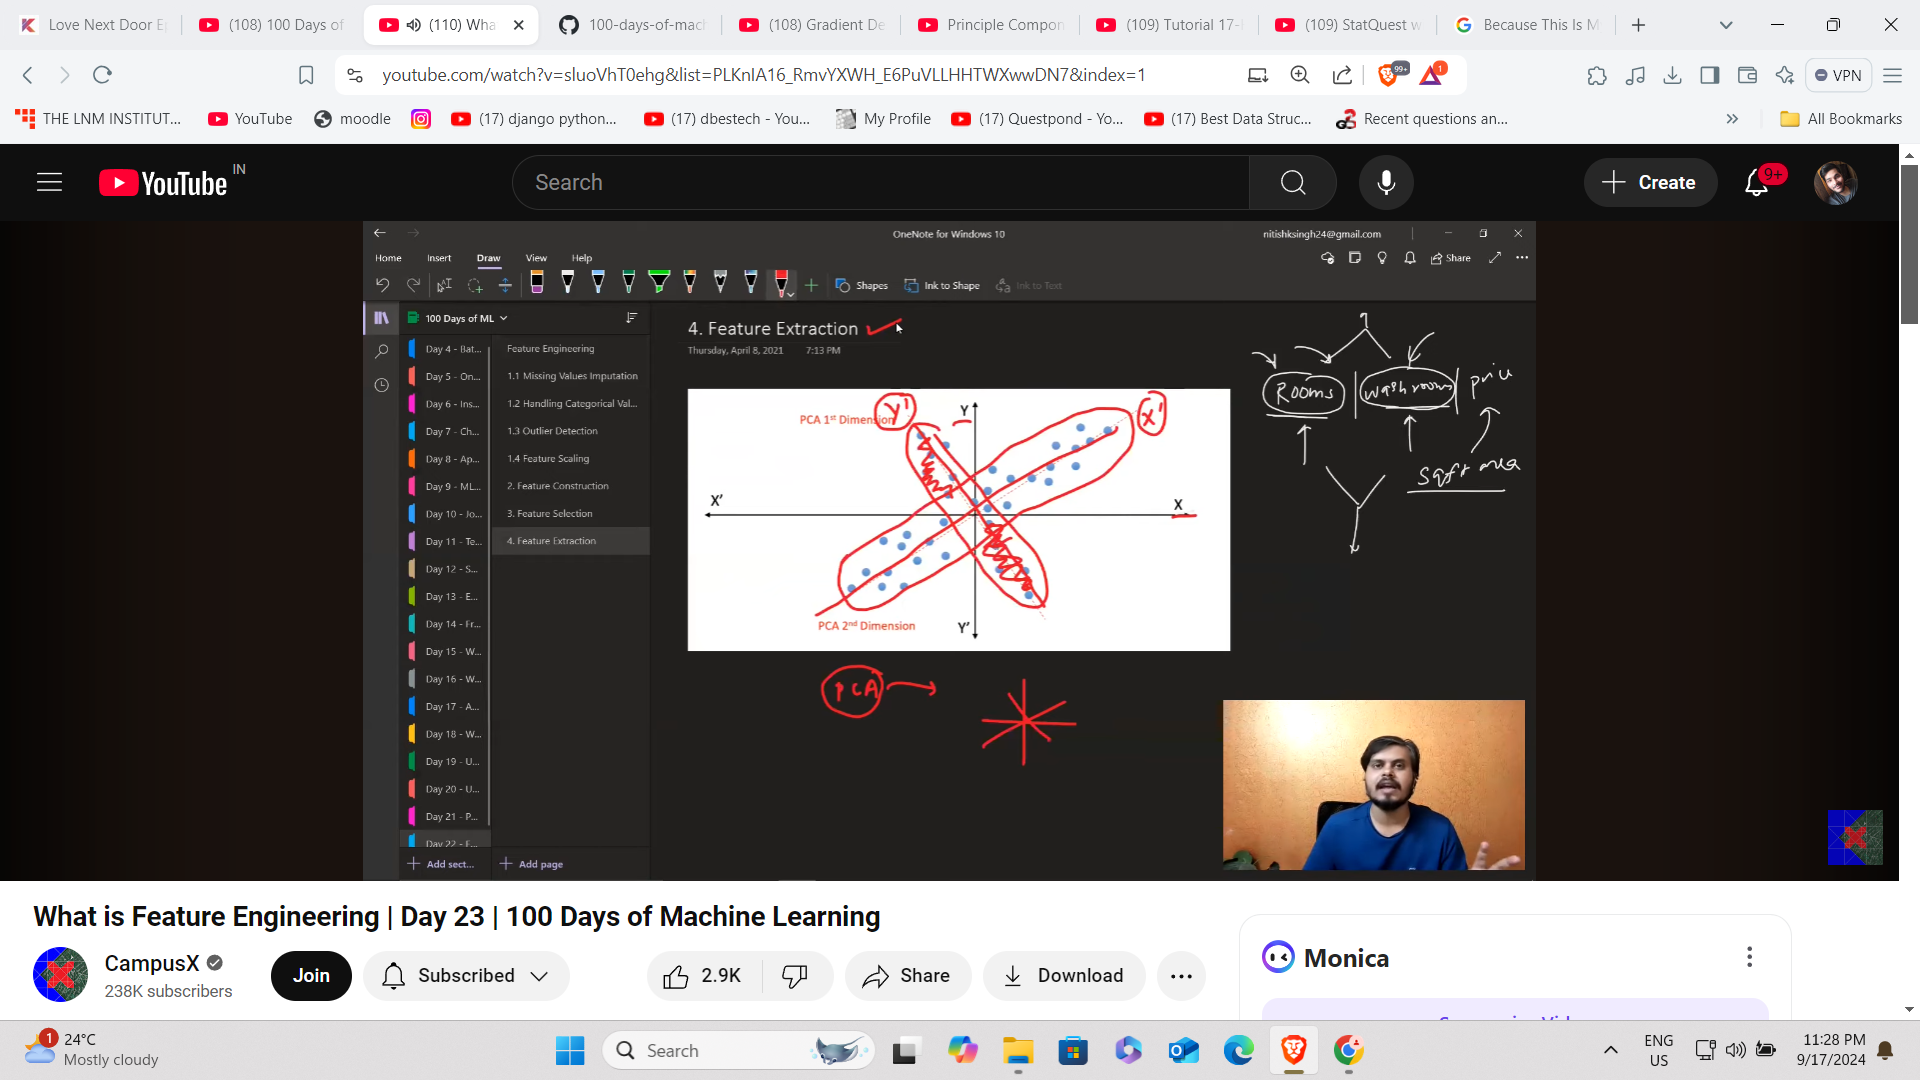 Love Next Door E
(108) 100 Days of
(110) Wha
100-days-of-mach
(108) Gradient De
Principle Compon
(109) Tutorial 17-
(109) StatQuest w
Because This Is M
youtube.com/watch?v=sluoVhT0ehg&list=PLKnIA16_RmvYXWH_E6PuVLLHHTWXwwDN7&index=1
99+
1
VPN
THE LNM INSTITUT...
YouTube
moodle
(17) django python...
(17) dbestech - You...
My Profile
(17) Questpond - Yo...
(17) Best Data Struc...
Recent questions an...
All Bookmarks
YouTube IN
Search
Create
9+
OneNote for Windows 10
nitishksingh24@gmail.com
Home Insert Draw View Help
Share
Shapes
Ink to Shape
Ink to Text
100 Days of ML
Day 4 - Bat...
Day 5 - On...
Day 6 - Ins...
Day 7 - Ch...
Day 8 - Ap...
Day 9 - ML...
Day 10 - Jo...
Day 11 - Te...
Day 12 - S...
Day 13 - E...
Day 14 - Fr...
Day 15 - W...
Day 16 - W...
Day 17 - A...
Day 18 - W...
Day 19 - U...
Day 20 - U...
Day 21 - P...
Day 22 - F...
Add sect...
Feature Engineering
1.1 Missing Values Imputation
1.2 Handling Categorical Val...
1.3 Outlier Detection
1.4 Feature Scaling
2. Feature Construction
3. Feature Selection
4. Feature Extraction
Add page
4. Feature Extraction
Thursday, April 8, 2021 7:13 PM
PCA 1st Dimension
Y'
Y
X'
X'
X
PCA 2nd Dimension
Y'
PCA
Rooms | washrooms | price
Sqft area
What is Feature Engineering | Day 23 | 100 Days of Machine Learning
CampusX
238K subscribers
Join
Subscribed
2.9K
Share
Download
Monica
24°C
Mostly cloudy
1
Search
ENG
US
11:28 PM
9/17/2024